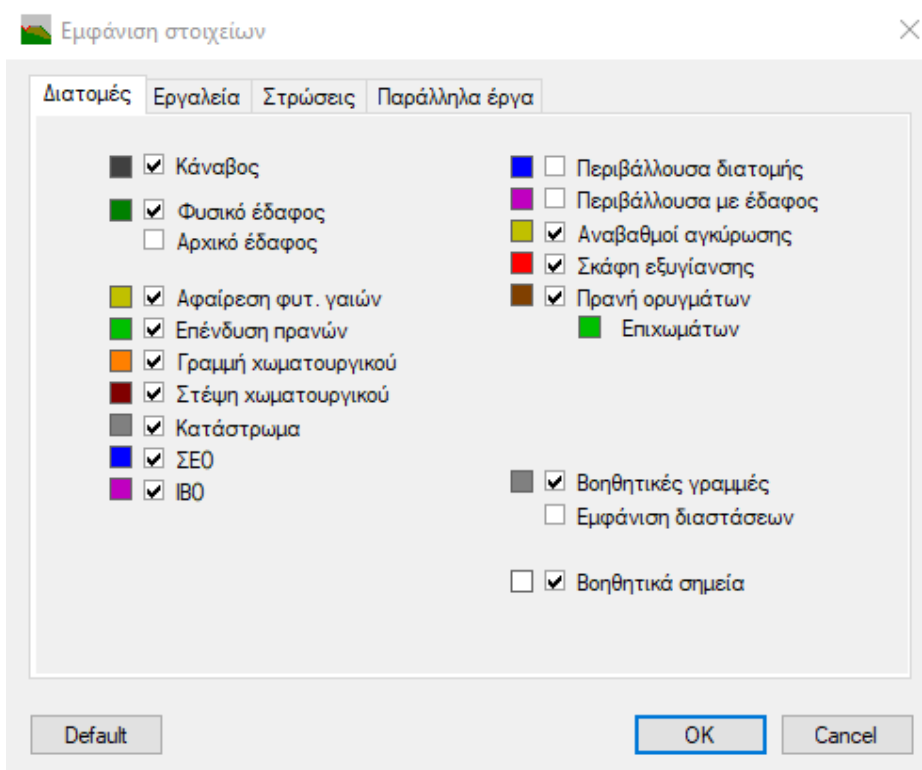 Εμφάνιση στοιχείων
Διατομές Εργαλεία Στρώσεις Παράλληλα έργα
Κάναβος
Φυσικό έδαφος
Αρχικό έδαφος
Αφαίρεση φυτ. γαιών
Επένδυση πρανών
Γραμμή χωματουργικού
Στέψη χωματουργικού
Κατάστρωμα
ΣΕΟ
ΙΒΟ
Περιβάλλουσα διατομής
Περιβάλλουσα με έδαφος
Αναβαθμοί αγκύρωσης
Σκάφη εξυγίανσης
Πρανή ορυγμάτων
Επιχωμάτων
Βοηθητικές γραμμές
Εμφάνιση διαστάσεων
Βοηθητικά σημεία
Default OK Cancel